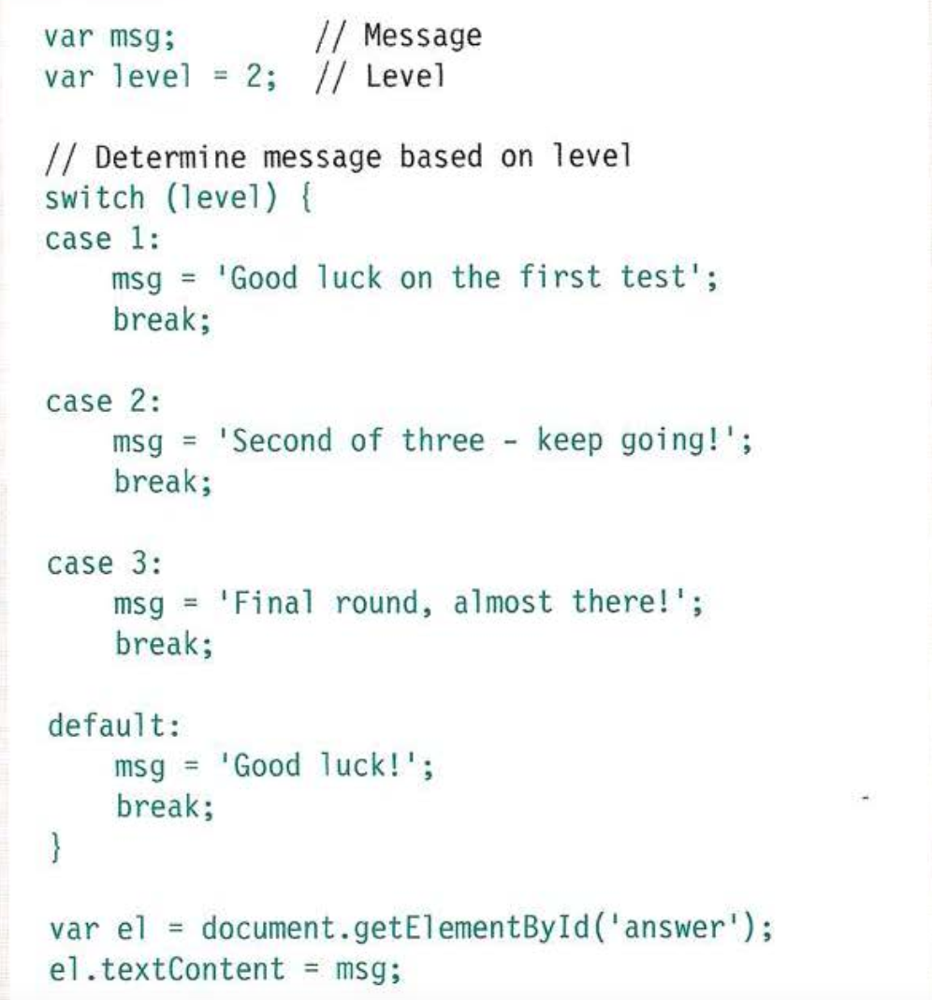 var msg;        // Message
var level = 2;  // Level

// Determine message based on level
switch (level) {
case 1:
    msg = 'Good luck on the first test';
    break;

case 2:
    msg = 'Second of three – keep going!';
    break;

case 3:
    msg = 'Final round, almost there!';
    break;

default:
    msg = 'Good luck!';
    break;
}

var el = document.getElementById('answer');
el.textContent = msg;